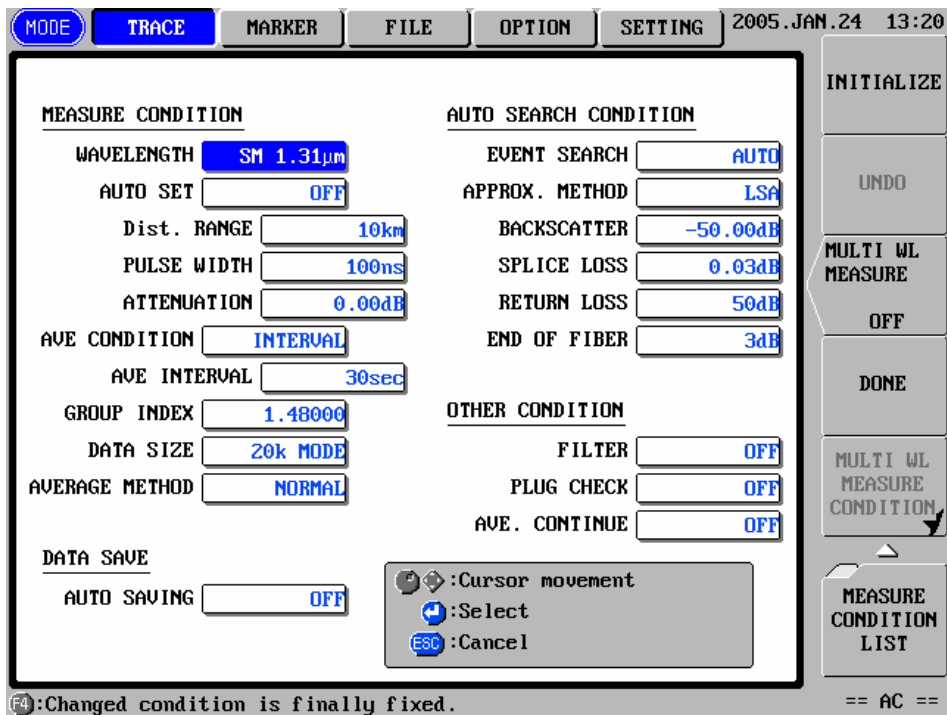 MODE TRACE MARKER FILE OPTION SETTING 2005.JAN.24 13:20
MEASURE CONDITION
WAVELENGTH SM 1.31µm
AUTO SET OFF
Dist. RANGE 10km
PULSE WIDTH 100ns
ATTENUATION 0.00dB
AVE CONDITION INTERVAL
AVE INTERVAL 30sec
GROUP INDEX 1.48000
DATA SIZE 20k MODE
AVERAGE METHOD NORMAL
DATA SAVE
AUTO SAVING OFF
AUTO SEARCH CONDITION
EVENT SEARCH AUTO
APPROX. METHOD LSA
BACKSCATTER -50.00dB
SPLICE LOSS 0.03dB
RETURN LOSS 50dB
END OF FIBER 3dB
OTHER CONDITION
FILTER OFF
PLUG CHECK OFF
AVE. CONTINUE OFF
:Cursor movement
:Select
ESC :Cancel
INITIALIZE
UNDO
MULTI WL
MEASURE
OFF
DONE
MULTI WL
MEASURE
CONDITION
MEASURE
CONDITION
LIST
F4:Changed condition is finally fixed.
== AC ==